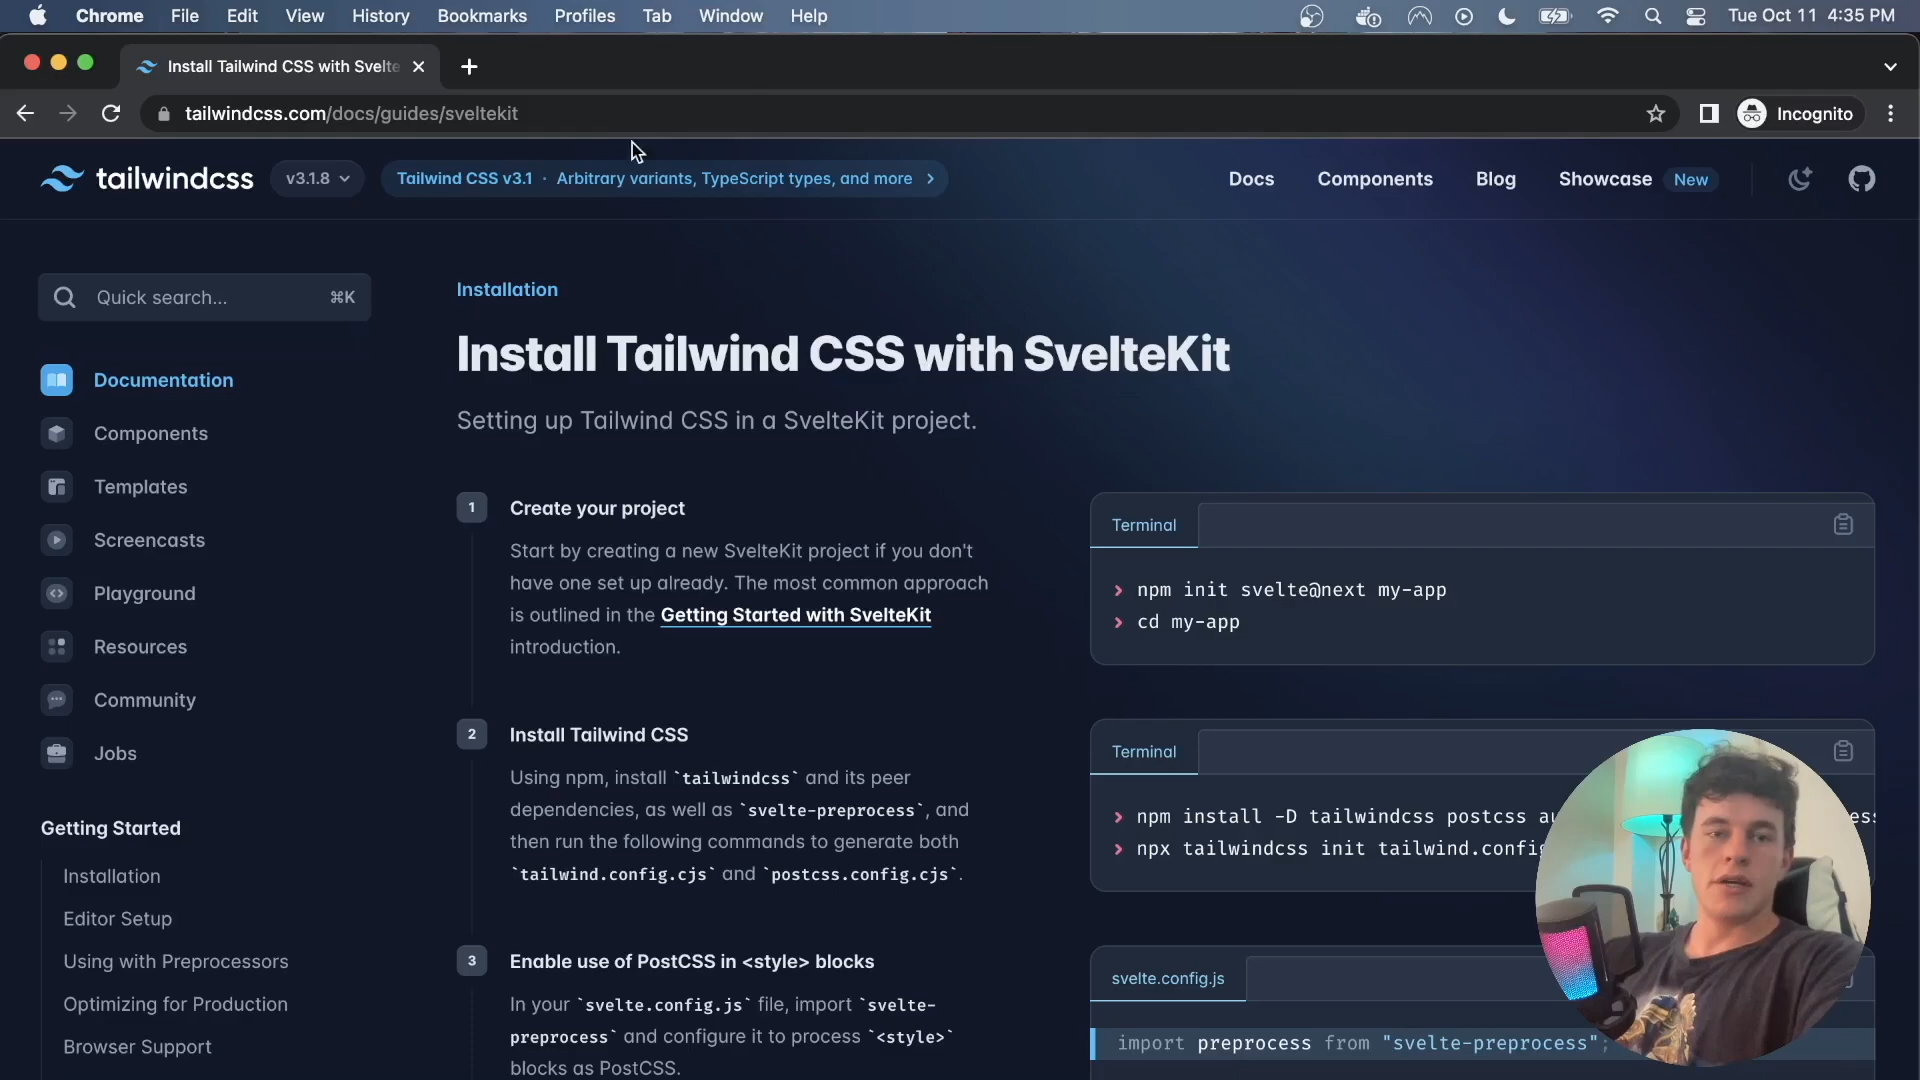 Chrome File Edit View History Bookmarks Profiles Tab Window Help Tue Oct 11 4:35 PM
Install Tailwind CSS with Svelte
tailwindcss.com/docs/guides/sveltekit Incognito
tailwindcss v3.1.8 Tailwind CSS v3.1 · Arbitrary variants, TypeScript types, and more Docs Components Blog Showcase New
Quick search... ⌘K
Documentation
Components
Templates
Screencasts
Playground
Resources
Community
Jobs
Getting Started
Installation
Editor Setup
Using with Preprocessors
Optimizing for Production
Browser Support
Installation
Install Tailwind CSS with SvelteKit
Setting up Tailwind CSS in a SvelteKit project.
1 Create your project
Start by creating a new SvelteKit project if you don't
have one set up already. The most common approach
is outlined in the Getting Started with SvelteKit
introduction.
Terminal
> npm init svelte@next my-app
> cd my-app
2 Install Tailwind CSS
Using npm, install `tailwindcss` and its peer
dependencies, as well as `svelte-preprocess`, and
then run the following commands to generate both
`tailwind.config.cjs` and `postcss.config.cjs`.
Terminal
> npm install -D tailwindcss postcss
> npx tailwindcss init tailwind.config
3 Enable use of PostCSS in <style> blocks
In your `svelte.config.js` file, import `svelte-
preprocess` and configure it to process `<style>`
blocks as PostCSS.
svelte.config.js
import preprocess from "svelte-preprocess";